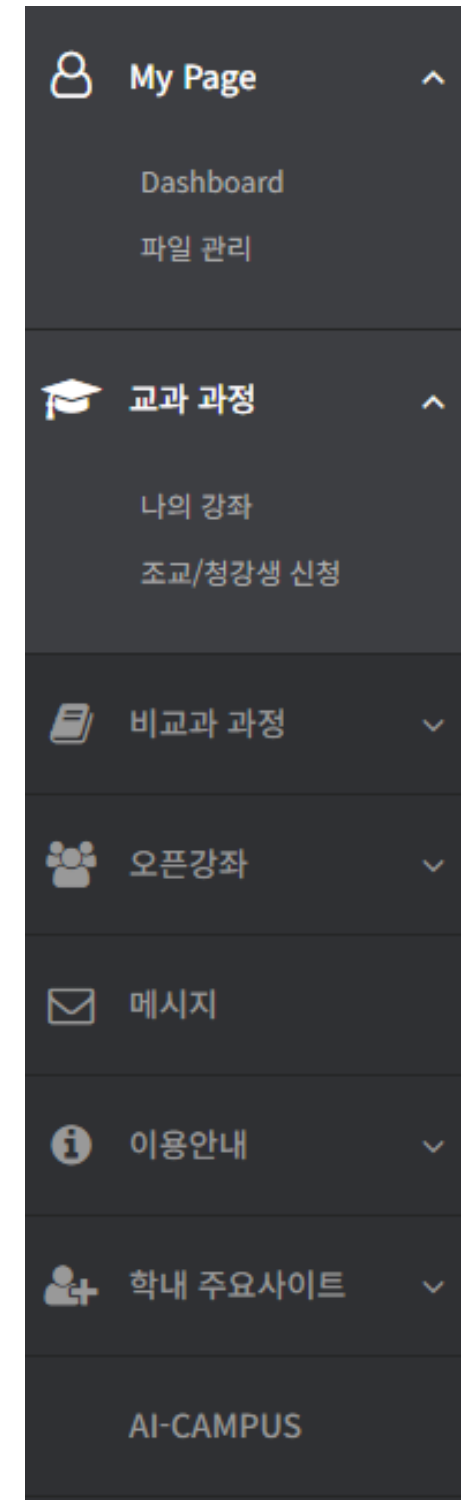 My Page
Dashboard
파일 관리
교과 과정
나의 강좌
조교/청강생 신청
비교과 과정
오픈강좌
메시지
이용안내
학내 주요사이트
AI-CAMPUS